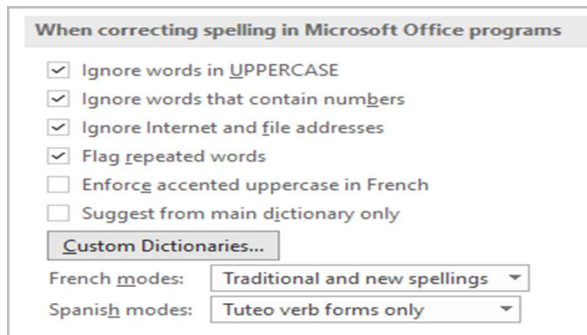 When correcting spelling in Microsoft Office programs
Ignore words in UPPERCASE
Ignore words that contain numbers
Ignore Internet and file addresses
Flag repeated words
Enforce accented uppercase in French
Suggest from main dictionary only
Custom Dictionaries...
French modes: Traditional and new spellings
Spanish modes: Tuteo verb forms only